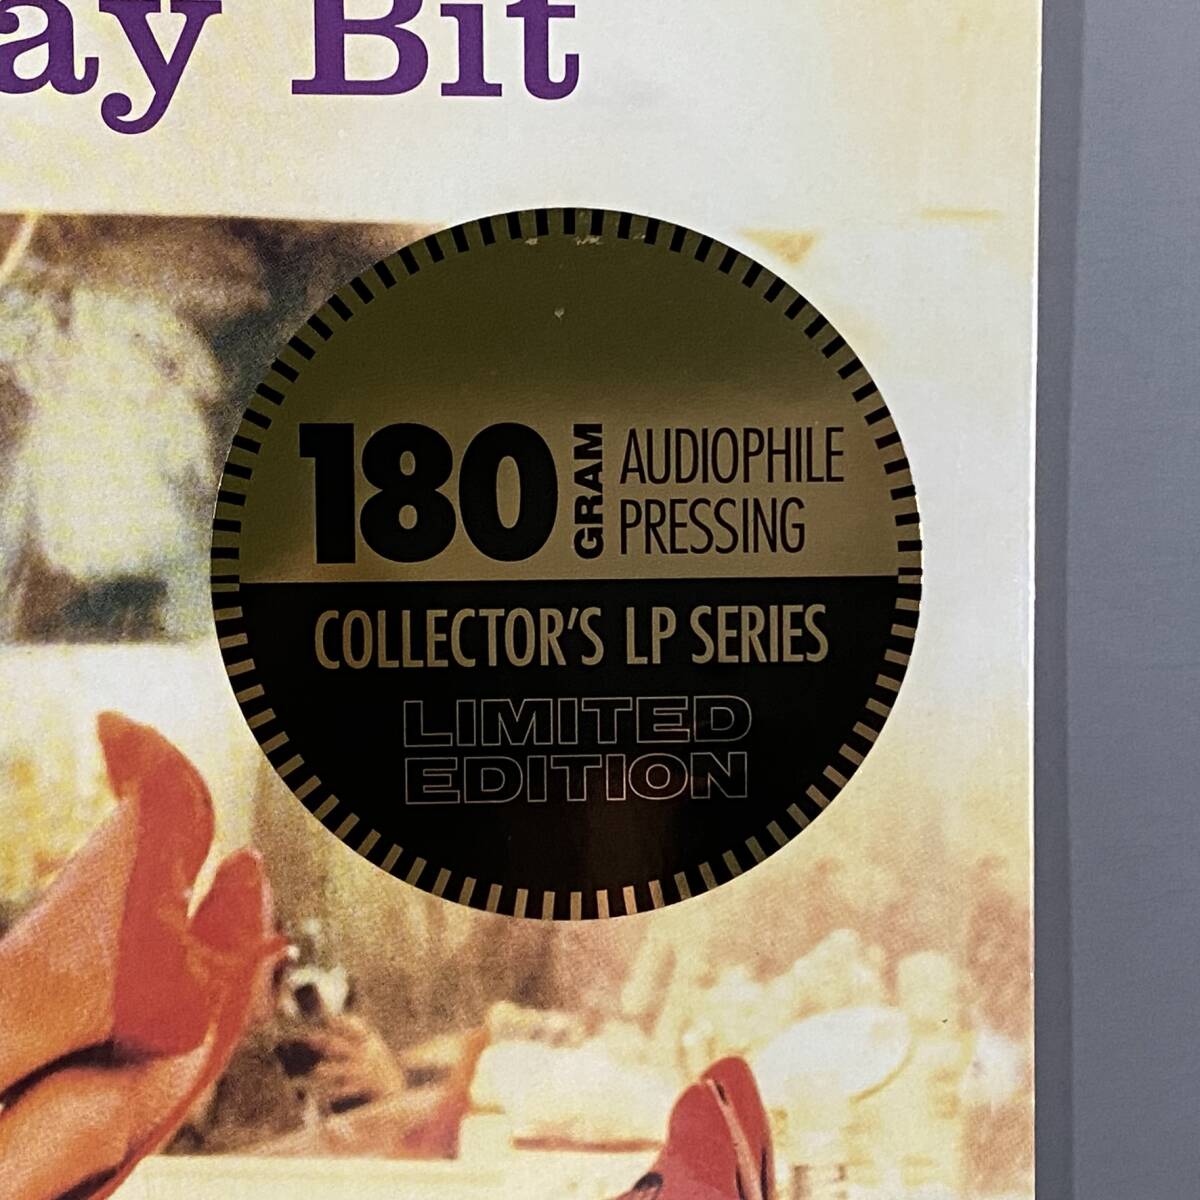 ay Bit
180 GRAM AUDIOPHILE
PRESSING
COLLECTOR'S LP SERIES
LIMITED
EDITION